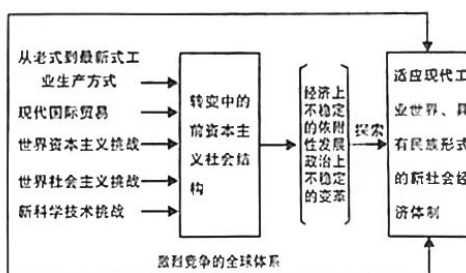 从老式到最新式工
业生产方式
现代国际贸易
世界资本主义挑战
世界社会主义挑战
新科学技术挑战
转变中的
前资本主
义社会结
构
经济上
不稳定
的依附
性发展
政治上
不稳定
的变革
探索
适应现代工
业世界、具
有民族形式
的新社会经
济体制
激烈竞争的全球体系